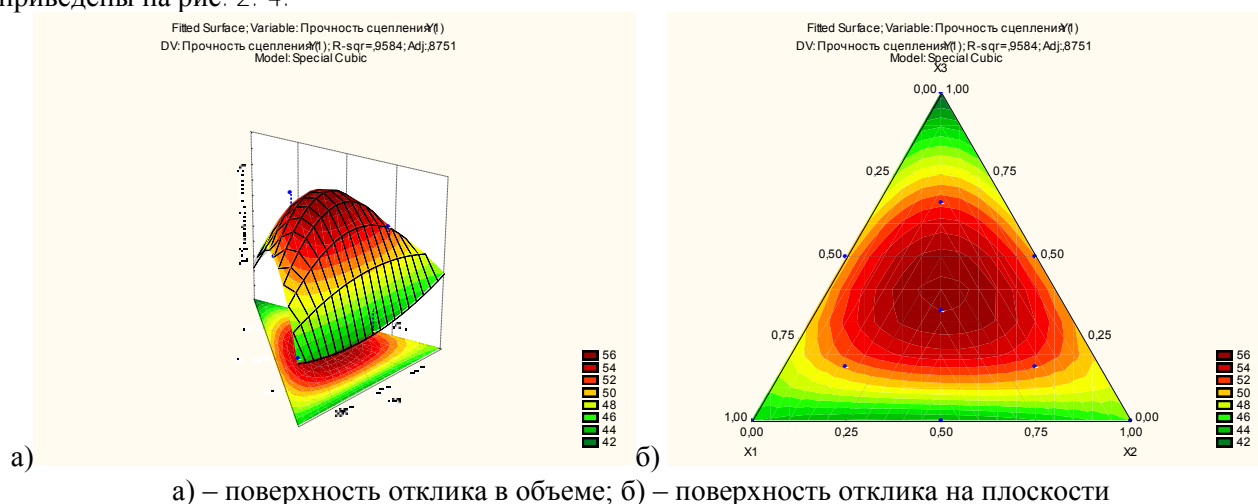 приведены на рис. 2. 4.
Fitted Surface; Variable: Прочность сцепленияY(1)
DV: Прочность сцепленияY(1); R-sqr=,9584; Adj:,8751
Model: Special Cubic
56
54
52
50
48
46
44
42
а)
Fitted Surface; Variable: Прочность сцепленияY(1)
DV: Прочность сцепленияY(1); R-sqr=,9584; Adj:,8751
Model: Special Cubic
X3
0,00 1,00
0,25 0,75
0,50 0,50
0,75 0,25
1,00 0,00
0,00 0,25 0,50 0,75 1,00
X1 X2
56
54
52
50
48
46
44
42
б)
а) – поверхность отклика в объеме; б) – поверхность отклика на плоскости